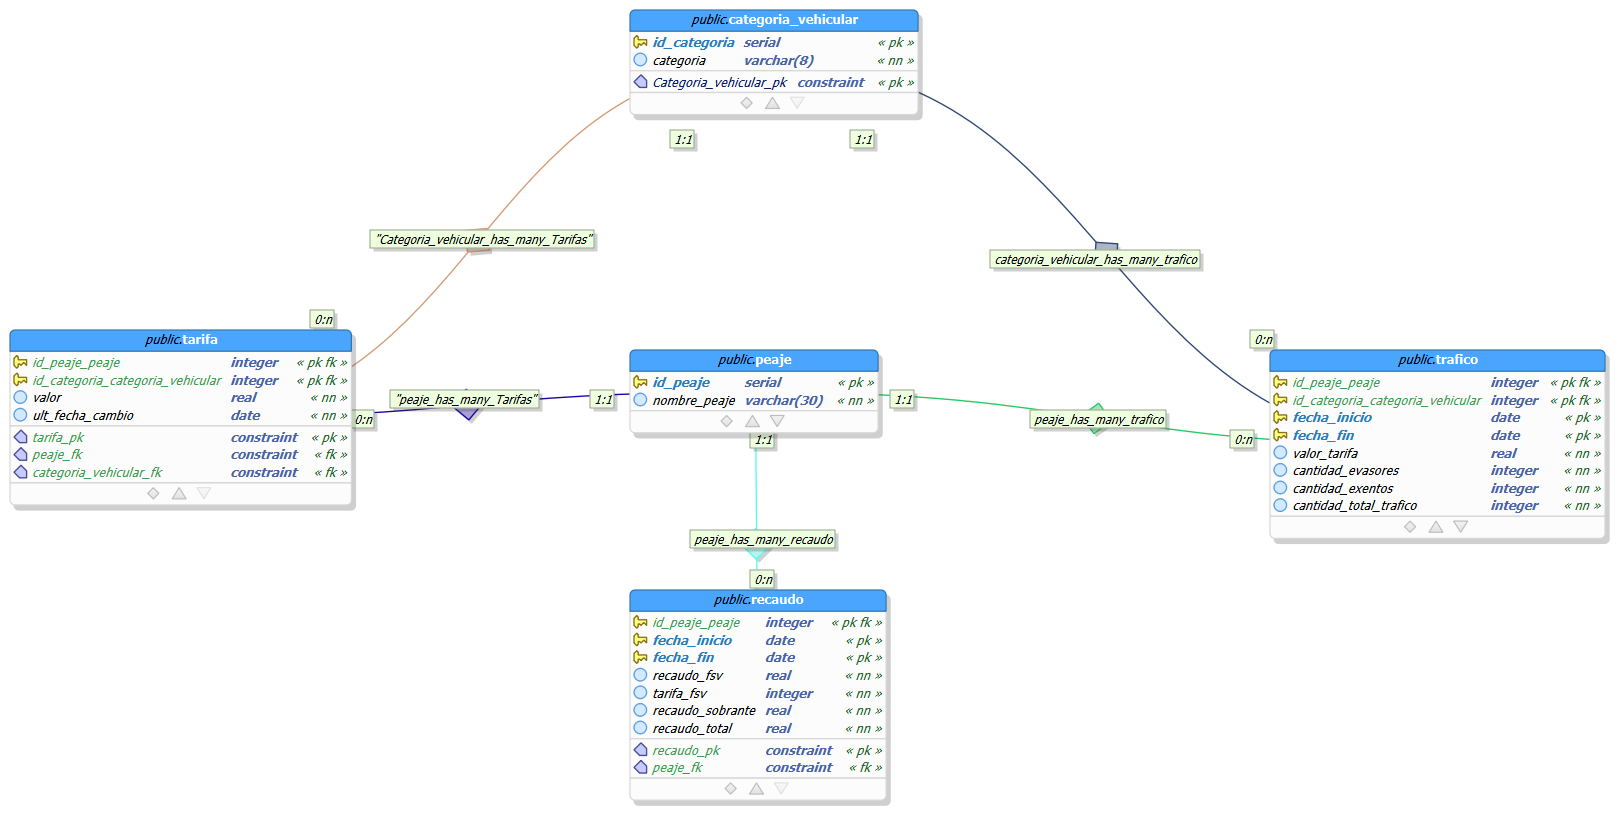 public.categoria_vehicular
id_categoria serial « pk »
categoria varchar(8) « nn »
Categoria_vehicular_pk constraint « pk »
1:1
1:1
"Categoria_vehicular_has_many_Tarifas"
categoria_vehicular_has_many_trafico
0:n
0:n
public.tarifa
id_peaje_peaje integer « pk fk »
id_categoria_categoria_vehicular integer « pk fk »
valor real « nn »
ult_fecha_cambio date « nn »
tarifa_pk constraint « pk »
peaje_fk constraint « fk »
categoria_vehicular_fk constraint « fk »
0:n
"peaje_has_many_Tarifas"
1:1
public.peaje
id_peaje serial « pk »
nombre_peaje varchar(30) « nn »
1:1
peaje_has_many_trafico
0:n
public.trafico
id_peaje_peaje integer « pk fk »
id_categoria_categoria_vehicular integer « pk fk »
fecha_inicio date « pk »
fecha_fin date « pk »
valor_tarifa real « nn »
cantidad_evasores integer « nn »
cantidad_exentos integer « nn »
cantidad_total_trafico integer « nn »
1:1
peaje_has_many_recaudo
0:n
public.recaudo
id_peaje_peaje integer « pk fk »
fecha_inicio date « pk »
fecha_fin date « pk »
recaudo_fsv real « nn »
tarifa_fsv integer « nn »
recaudo_sobrante real « nn »
recaudo_total real « nn »
recaudo_pk constraint « pk »
peaje_fk constraint « fk »